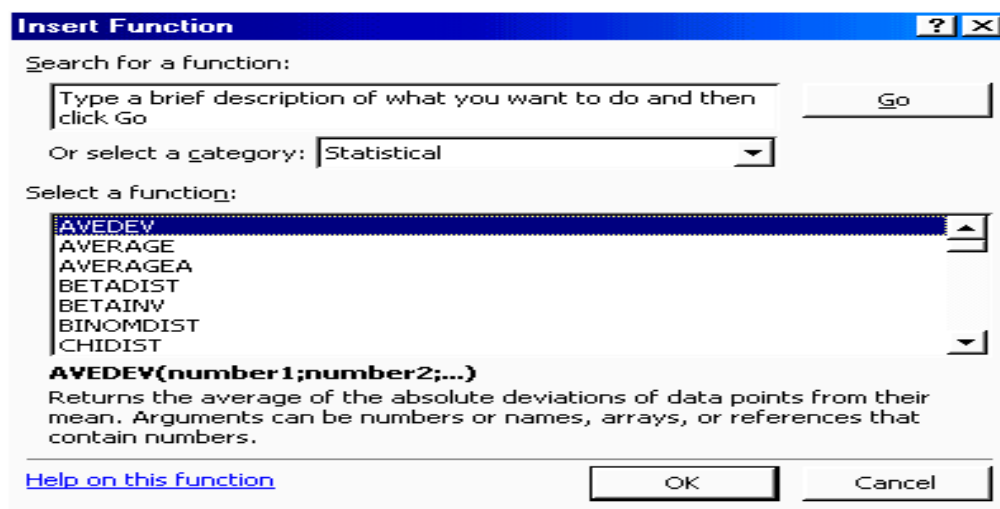 Insert Function
Search for a function:
Type a brief description of what you want to do and then
click Go
Go
Or select a category: Statistical
Select a function:
AVEDEV
AVERAGE
AVERAGEA
BETADIST
BETAINV
BINOMDIST
CHIDIST
AVEDEV(number1;number2;...)
Returns the average of the absolute deviations of data points from their
mean. Arguments can be numbers or names, arrays, or references that
contain numbers.
Help on this function
OK
Cancel